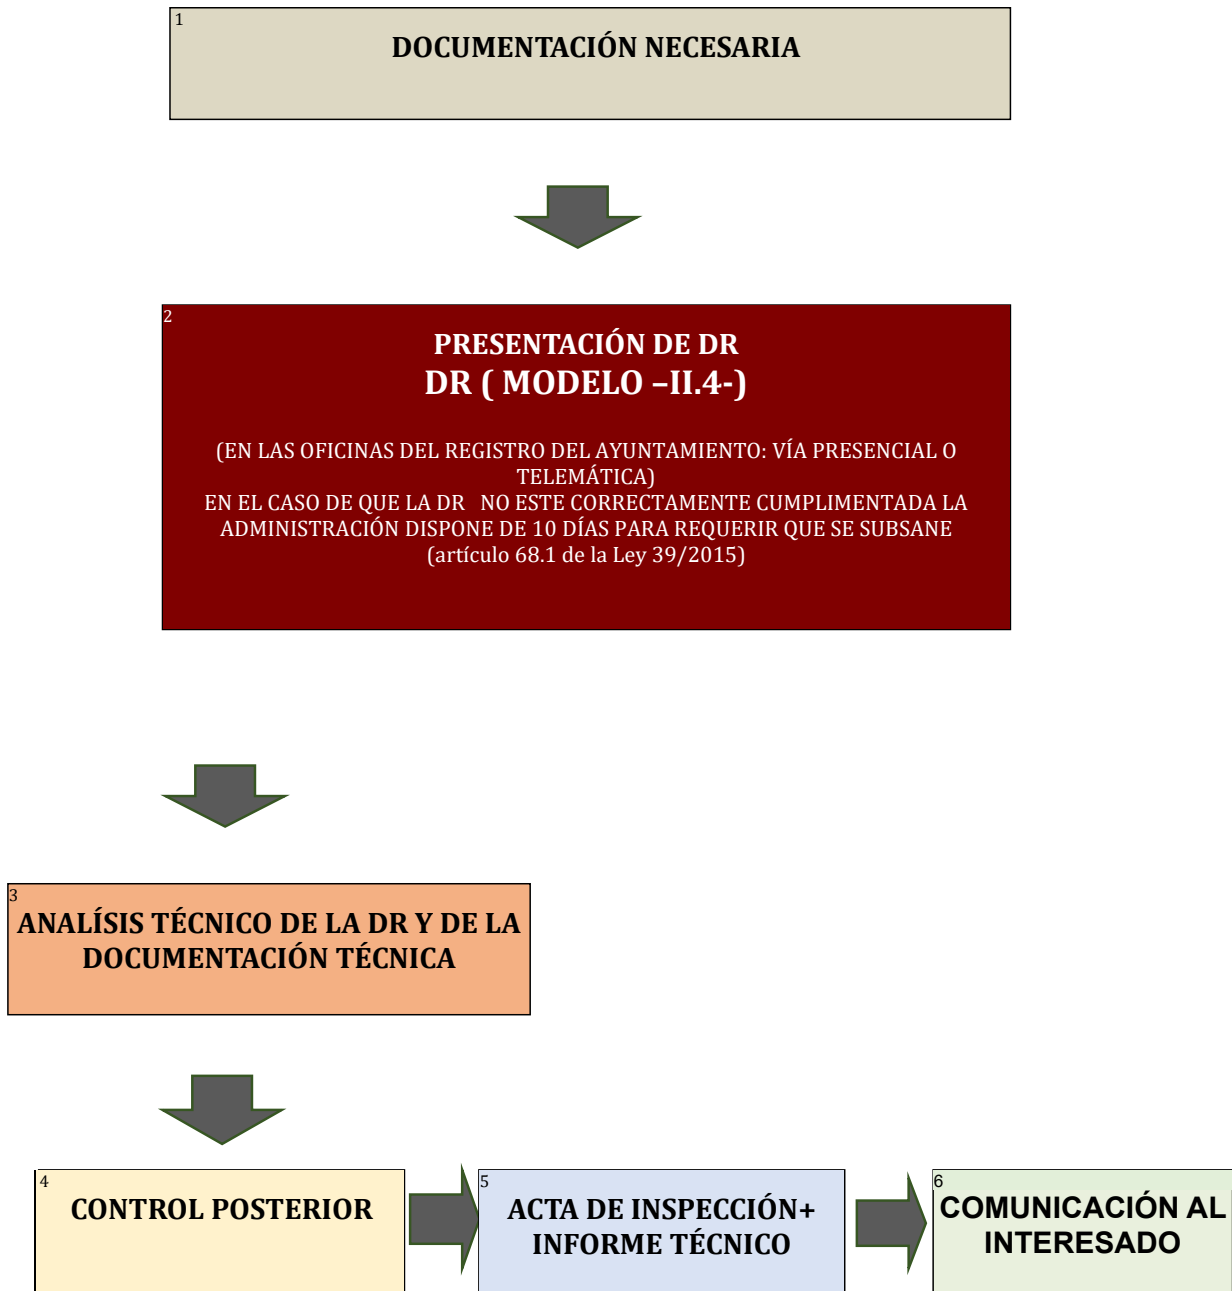 1
DOCUMENTACIÓN NECESARIA
2
PRESENTACIÓN DE DR
DR ( MODELO –II.4-)
(EN LAS OFICINAS DEL REGISTRO DEL AYUNTAMIENTO: VÍA PRESENCIAL O
TELEMÁTICA)
EN EL CASO DE QUE LA DR NO ESTE CORRECTAMENTE CUMPLIMENTADA LA
ADMINISTRACIÓN DISPONE DE 10 DÍAS PARA REQUERIR QUE SE SUBSANE
(artículo 68.1 de la Ley 39/2015)
3
ANALÍSIS TÉCNICO DE LA DR Y DE LA
DOCUMENTACIÓN TÉCNICA
4
CONTROL POSTERIOR
5
ACTA DE INSPECCIÓN+
INFORME TÉCNICO
6
COMUNICACIÓN AL
INTERESADO